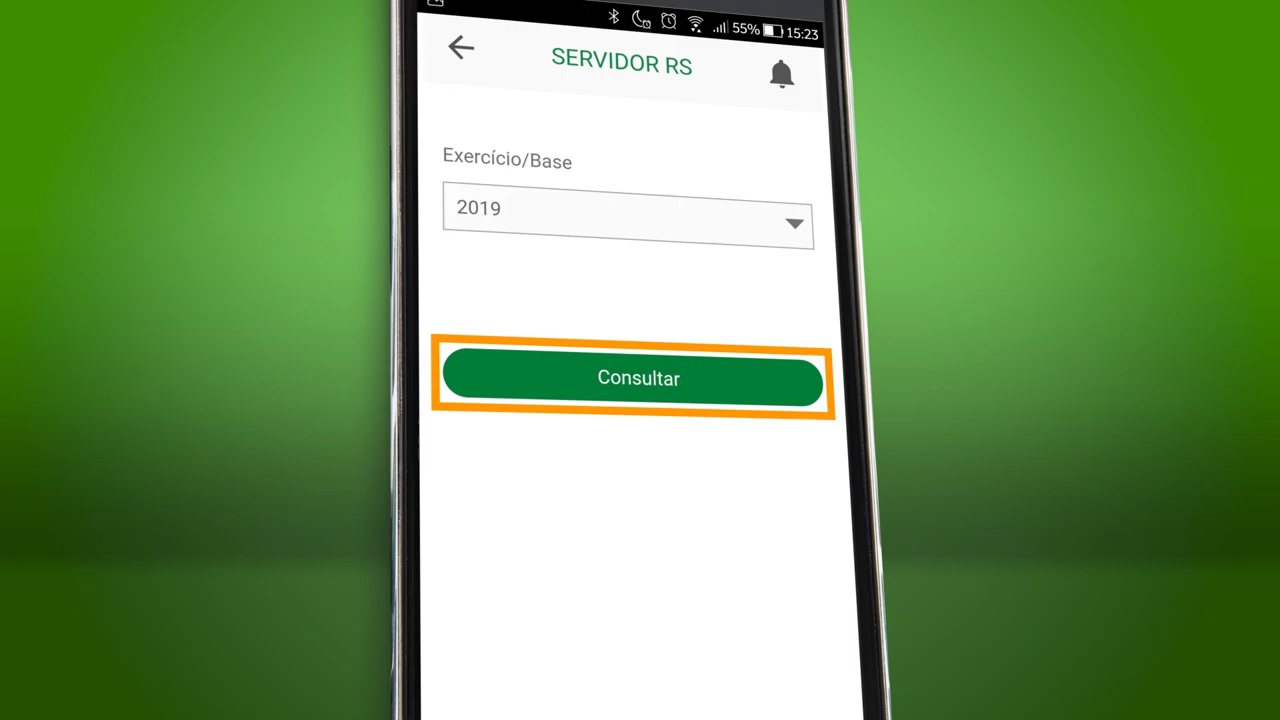 55% 15:23
SERVIDOR RS
Exercício/Base
2019
Consultar